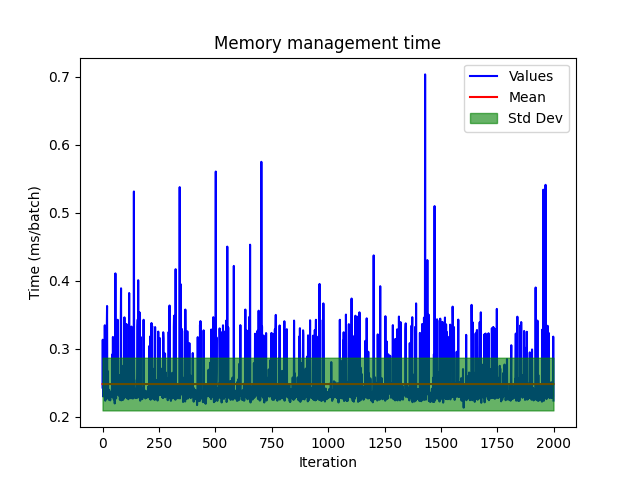 Memory management time
Values
Mean
Std Dev
Time (ms/batch)
0.7
0.6
0.5
0.4
0.3
0.2
0 250 500 750 1000 1250 1500 1750 2000
Iteration